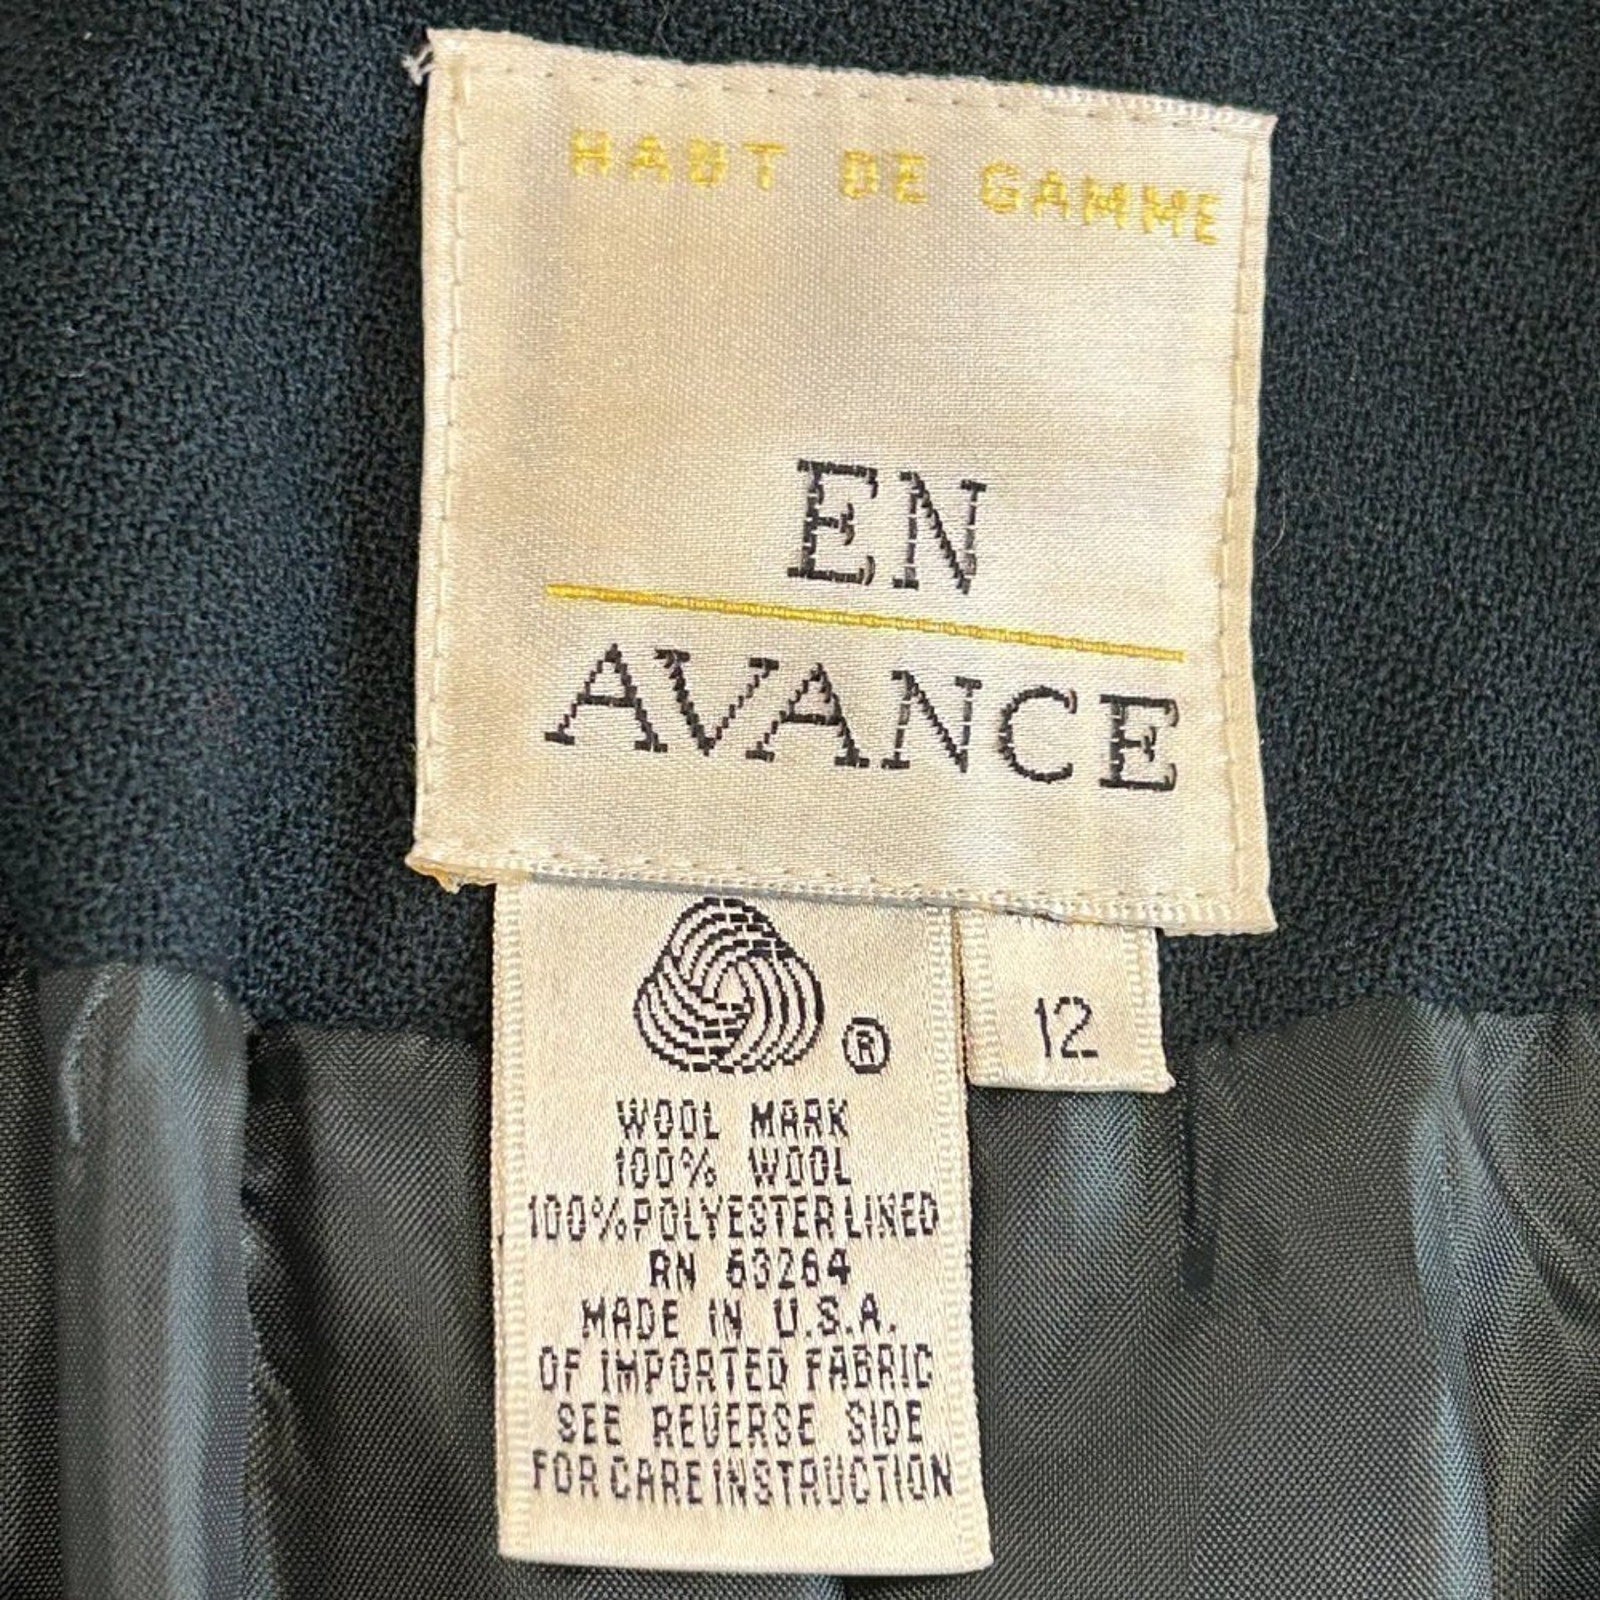 HAUT DE GAMME
EN
AVANCE
®
12
WOOL MARK
100% WOOL
100% POLYESTER LINED
RN 63264
MADE IN U.S.A.
OF IMPORTED FABRIC
SEE REVERSE SIDE
FOR CARE INSTRUCTION